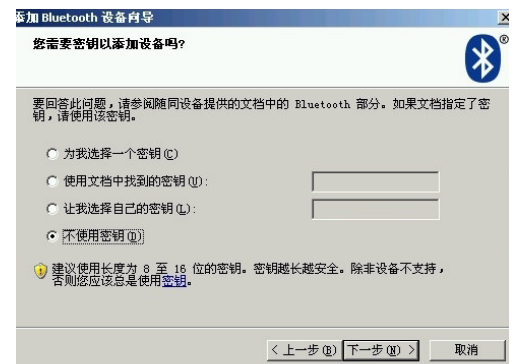 添加 Bluetooth 设备向导
您需要密钥以添加设备吗?
要回答此问题，请参阅随同设备提供的文档中的 Bluetooth 部分。如果文档指定了密
钥，请使用该密钥。
为我选择一个密钥(C)
使用文档中找到的密钥(U):
让我选择自己的密钥(L):
不使用密钥(D)
建议使用长度为 8 至 16 位的密钥。密钥越长越安全。除非设备不支持，
否则您应该总是使用密钥。
< 上一步(B) 下一步(N) > 取消